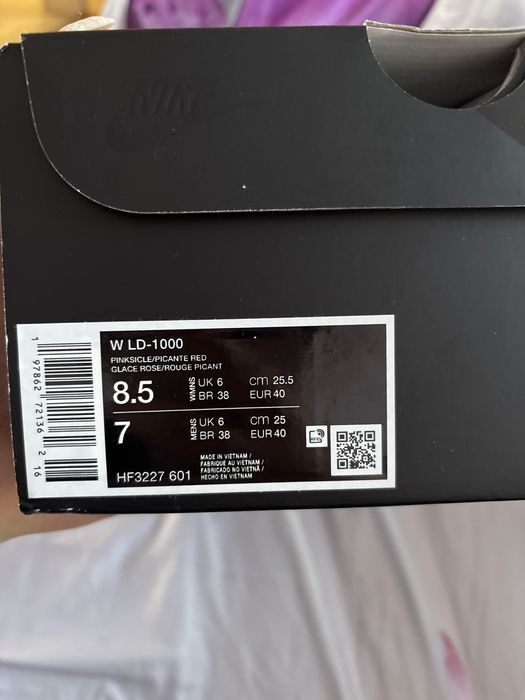 NIKE
W LD-1000
PINKSICLE/PICANTE RED
GLACE ROSE/ROUGE PICANT
8.5 WMNS UK 6 CM 25.5
BR 38 EUR 40
7 MENS UK 6 CM 25
BR 38 EUR 40
MADE IN VIETNAM /
FABRIQUE AU VIETNAM /
FABRICADO NO VIETNÃ /
HECHO EN VIETNAM
HF3227 601
1 97862 72136 2 16